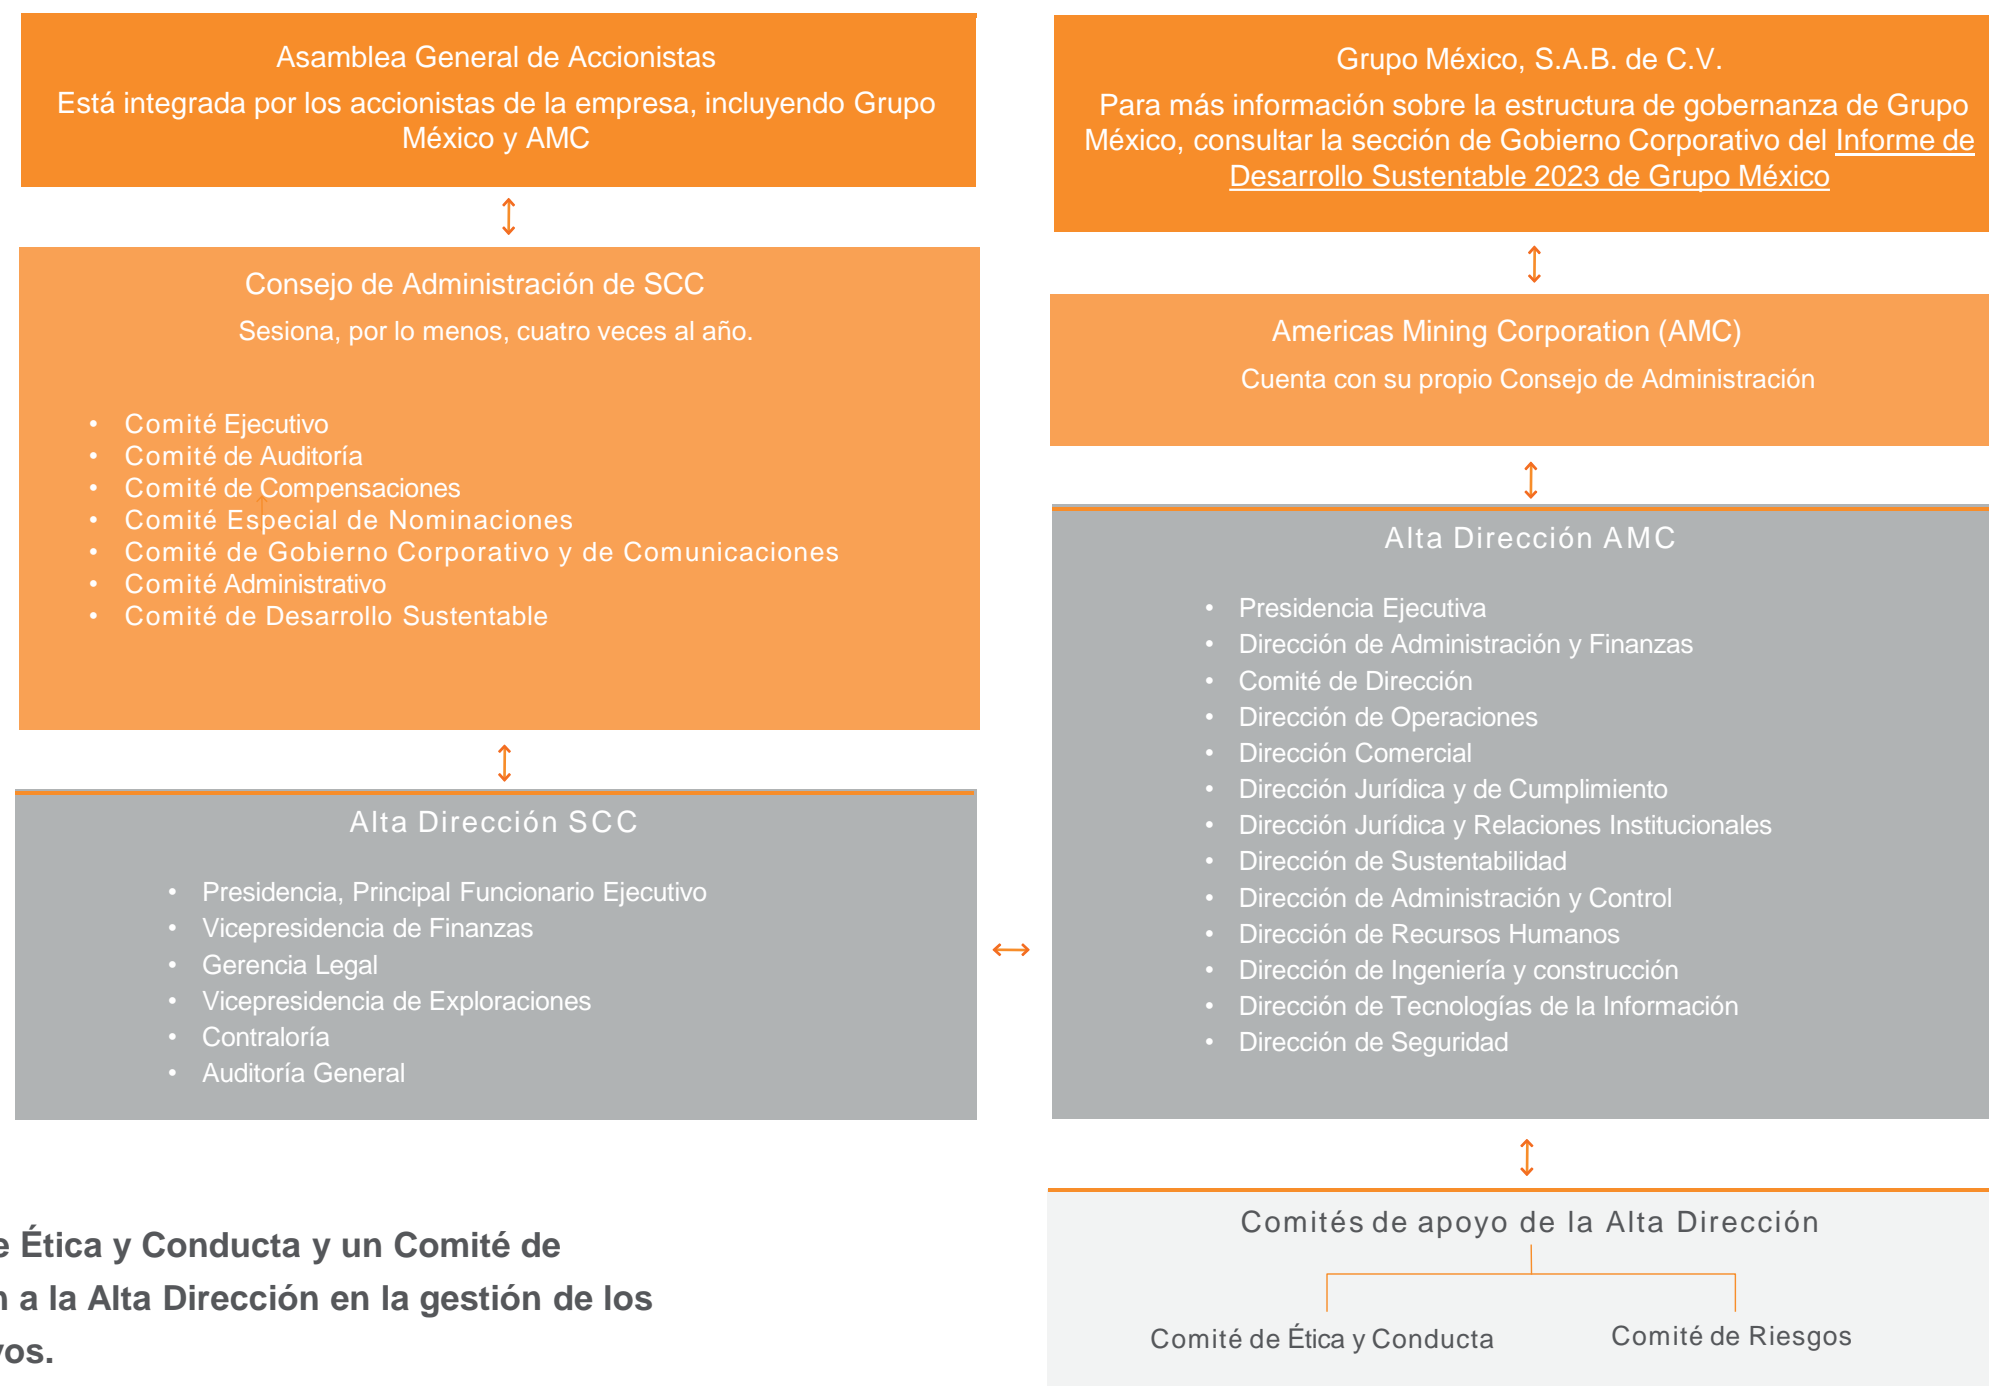 Asamblea General de Accionistas
Está integrada por los accionistas de la empresa, incluyendo Grupo
México y AMC
Consejo de Administración de SCC
Sesiona, por lo menos, cuatro veces al año.
• Comité Ejecutivo
• Comité de Auditoría
• Comité de Compensaciones
• Comité Especial de Nominaciones
• Comité de Gobierno Corporativo y de Comunicaciones
• Comité Administrativo
• Comité de Desarrollo Sustentable
Alta Dirección SCC
• Presidencia, Principal Funcionario Ejecutivo
• Vicepresidencia de Finanzas
• Gerencia Legal
• Vicepresidencia de Exploraciones
• Contraloría
• Auditoría General
Grupo México, S.A.B. de C.V.
Para más información sobre la estructura de gobernanza de Grupo
México, consultar la sección de Gobierno Corporativo del Informe de
Desarrollo Sustentable 2023 de Grupo México
Americas Mining Corporation (AMC)
Cuenta con su propio Consejo de Administración
Alta Dirección AMC
• Presidencia Ejecutiva
• Dirección de Administración y Finanzas
• Comité de Dirección
• Dirección de Operaciones
• Dirección Comercial
• Dirección Jurídica y de Cumplimiento
• Dirección Jurídica y Relaciones Institucionales
• Dirección de Sustentabilidad
• Dirección de Administración y Control
• Dirección de Recursos Humanos
• Dirección de Ingeniería y construcción
• Dirección de Tecnologías de la Información
• Dirección de Seguridad
Comités de apoyo de la Alta Dirección
Comité de Ética y Conducta
Comité de Riesgos
Ética y Conducta y un Comité de
a la Alta Dirección en la gestión de los